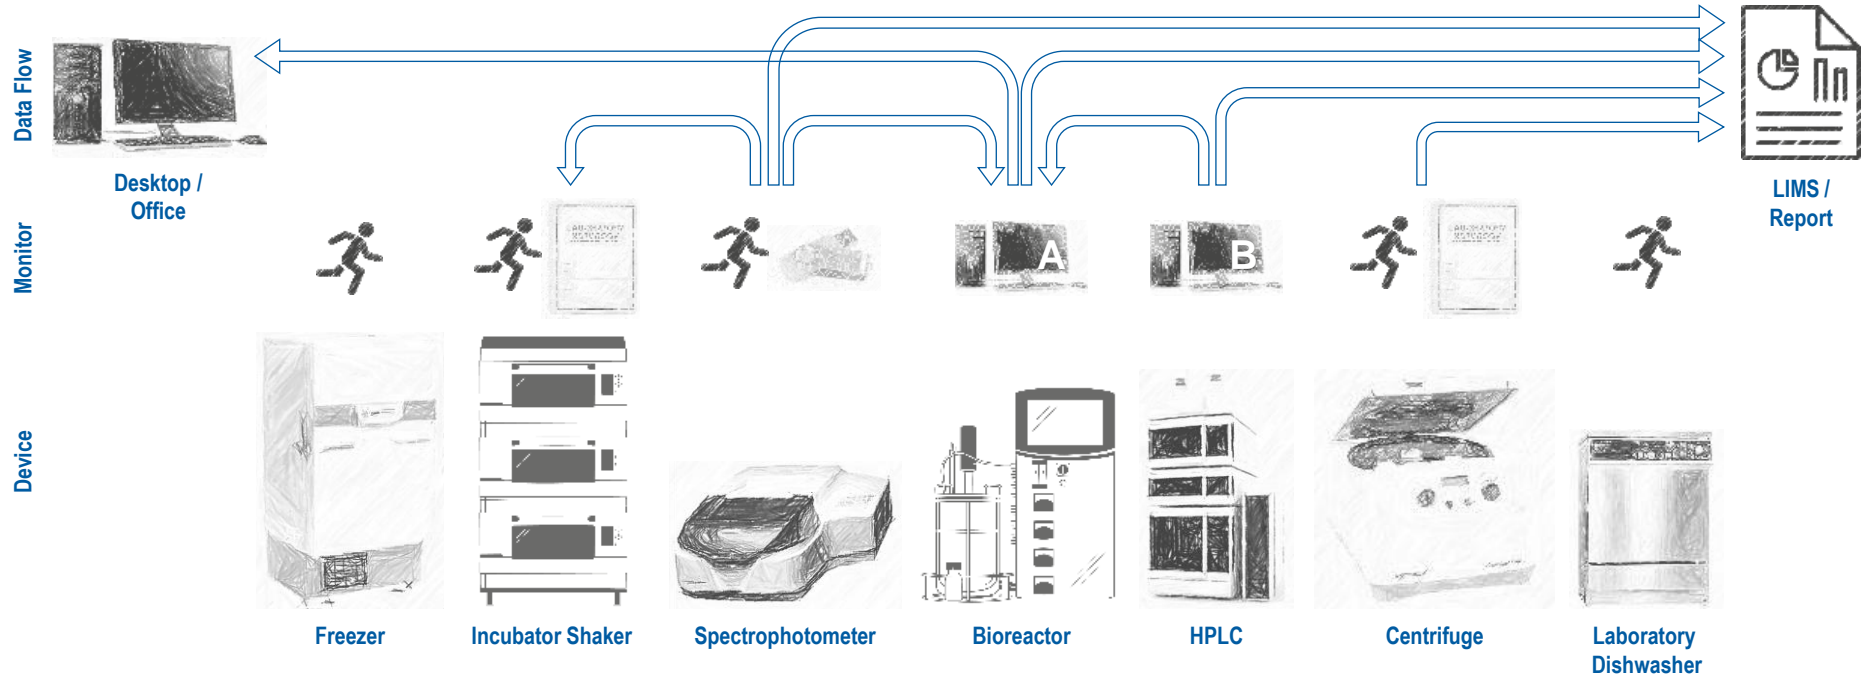 Data Flow
Desktop /
Office
LIMS /
Report
Monitor
A
B
Device
Freezer
Incubator Shaker
Spectrophotometer
Bioreactor
HPLC
Centrifuge
Laboratory
Dishwasher